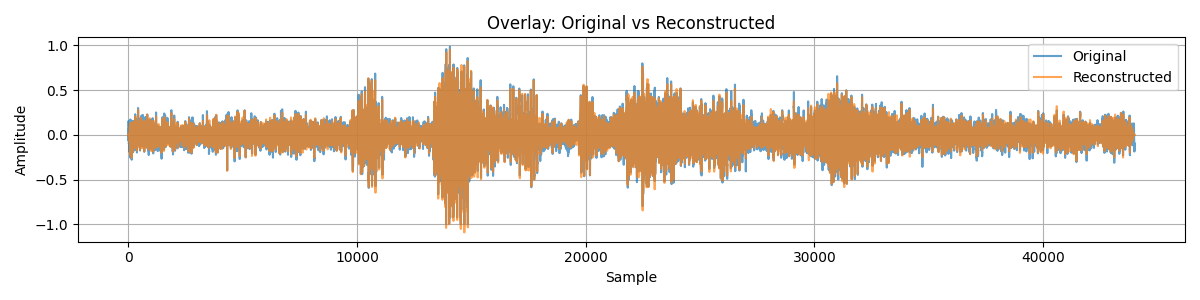 Overlay: Original vs Reconstructed
1.0
0.5
0.0
−0.5
−1.0
Amplitude
Original
Reconstructed
0
10000
20000
30000
40000
Sample